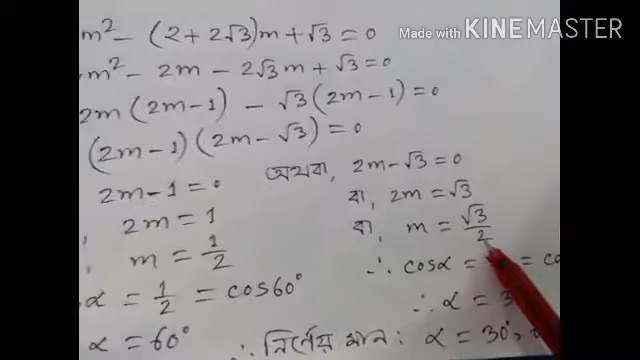 Made with KINEMASTER
m² - (2+2√3)m + √3 = 0
m² - 2m - 2√3m + √3 = 0
2m (2m-1) - √3 (2m-1) = 0
(2m-1) (2m-√3) = 0
2m-1 = 0 অথবা, 2m-√3 = 0
2m = 1 বা, 2m = √3
m = 1/2 বা, m = √3/2
α = 1/2 = cos60° ∴ cosα = = co
α = 60° ∴ α = 3
∴ নির্ণেয় মান: α = 30°,